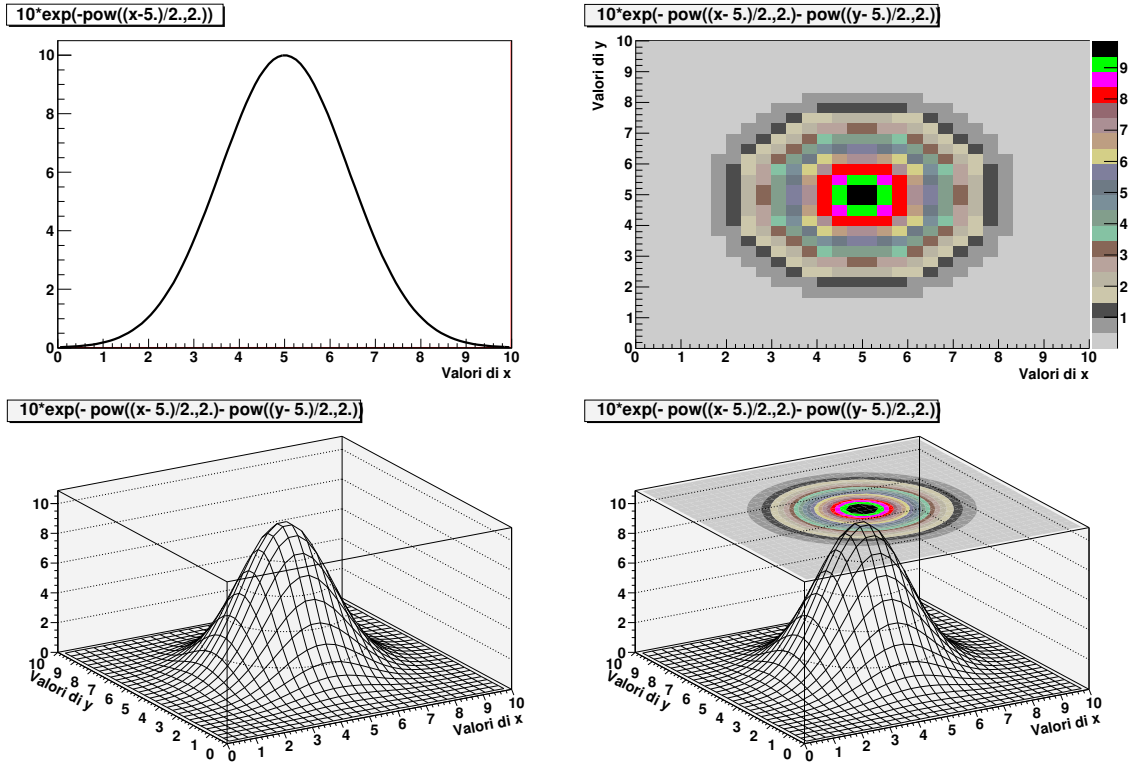 10*exp(-pow((x-5.)/2.,2.))
10
8
6
4
2
0
0 1 2 3 4 5 6 7 8 9 10
Valori di x
10*exp(- pow((x- 5.)/2.,2.)- pow((y- 5.)/2.,2.))
Valori di y
10
9
8
7
6
5
4
3
2
1
0
0 1 2 3 4 5 6 7 8 9 10
Valori di x
9
8
7
6
5
4
3
2
1
10*exp(- pow((x- 5.)/2.,2.)- pow((y- 5.)/2.,2.))
10
8
6
4
2
0
10 9 8 7 6 5 4 3 2 1 0
Valori di y
0 1 2 3 4 5 6 7 8 9 10
Valori di x
10*exp(- pow((x- 5.)/2.,2.)- pow((y- 5.)/2.,2.))
10
8
6
4
2
0
10 9 8 7 6 5 4 3 2 1 0
Valori di y
0 1 2 3 4 5 6 7 8 9 10
Valori di x